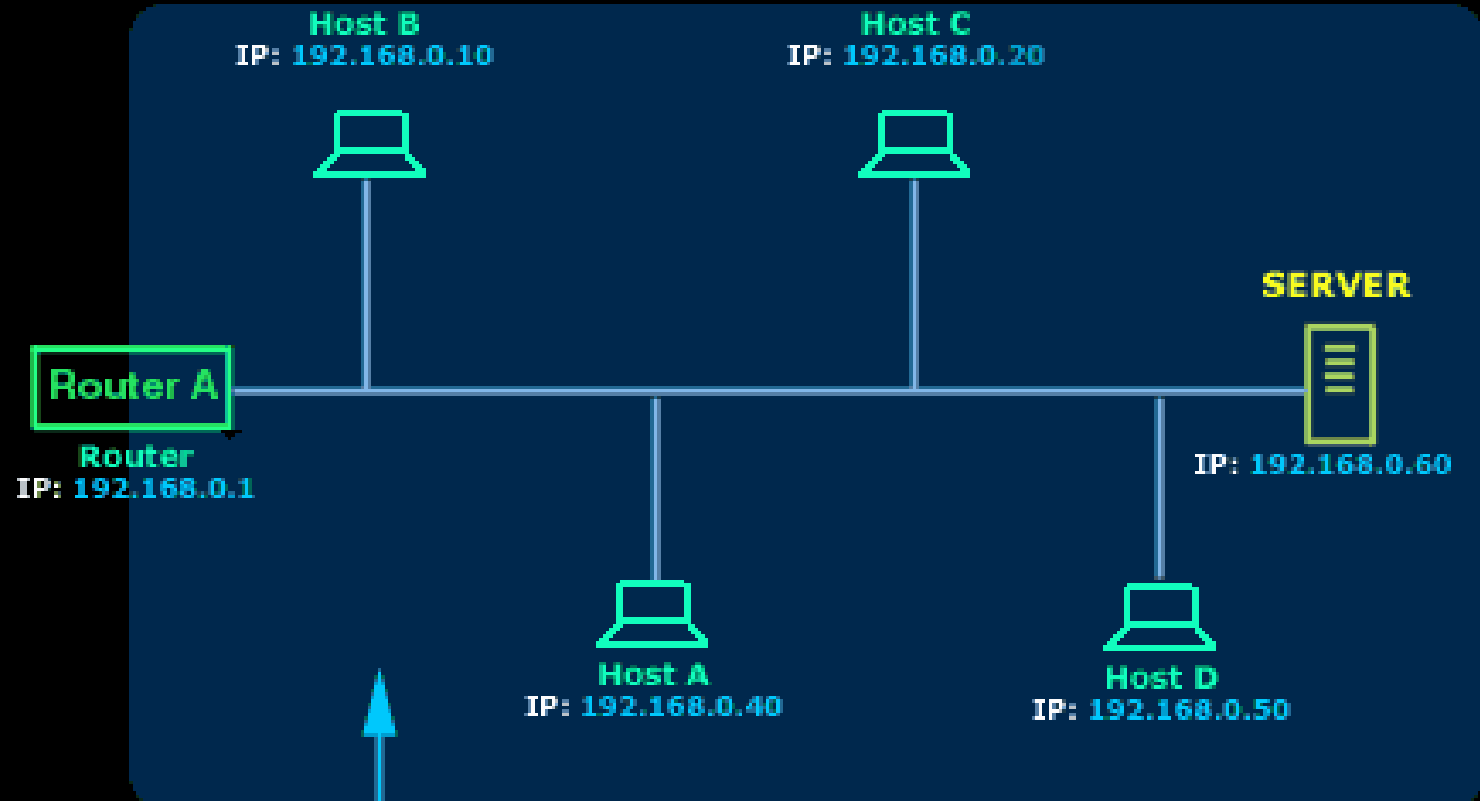 Host B
IP: 192.168.0.10
Host C
IP: 192.168.0.20
SERVER
IP: 192.168.0.60
Router A
Router
IP: 192.168.0.1
Host A
IP: 192.168.0.40
Host D
IP: 192.168.0.50